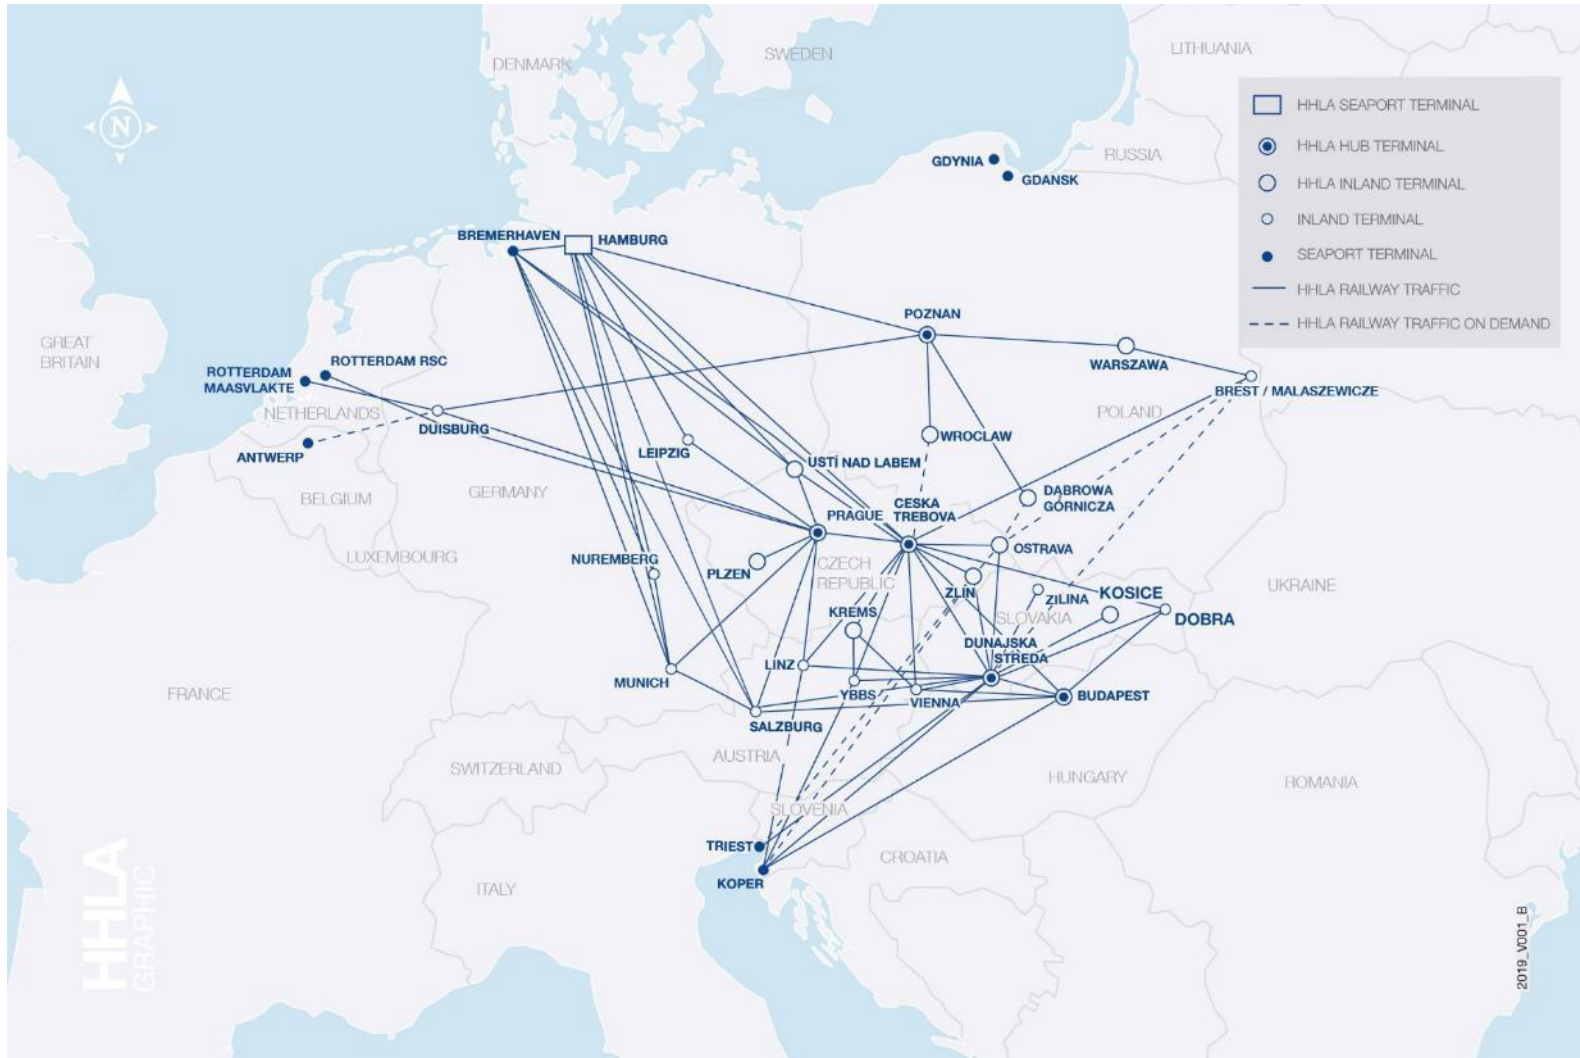 SWEDEN
LITHUANIA
DENMARK
HHLA SEAPORT TERMINAL
HHLA HUB TERMINAL
HHLA INLAND TERMINAL
INLAND TERMINAL
SEAPORT TERMINAL
HHLA RAILWAY TRAFFIC
HHLA RAILWAY TRAFFIC ON DEMAND
N
RUSSIA
GDYNIA
GDANSK
BREMERHAVEN
HAMBURG
POZNAN
GREAT
BRITAIN
WARSZAWA
ROTTERDAM RSC
ROTTERDAM
MAASVLAKTE
BREST / MALASZEWICZE
NETHERLANDS
POLAND
DUISBURG
WROCLAW
ANTWERP
LEIPZIG
USTÍ NAD LABEM
BELGIUM
GERMANY
DABROWA
GÓRNICZA
CESKA
TREBOVA
PRAGUE
OSTRAVA
LUXEMBOURG
NUREMBERG
PLZEN
CZECH
REPUBLIC
UKRAINE
ZLÍN
ZILINA
KOSICE
KREMS
SLOVAKIA
DOBRA
DUNAJSKA
STREDA
LINZ
MUNICH
FRANCE
YBBS
VIENNA
BUDAPEST
SALZBURG
AUSTRIA
SWITZERLAND
HUNGARY
ROMANIA
SLOVENIA
TRIEST
CROATIA
KOPER
ITALY
HHLA
GRAPHIC
2019_V001_B